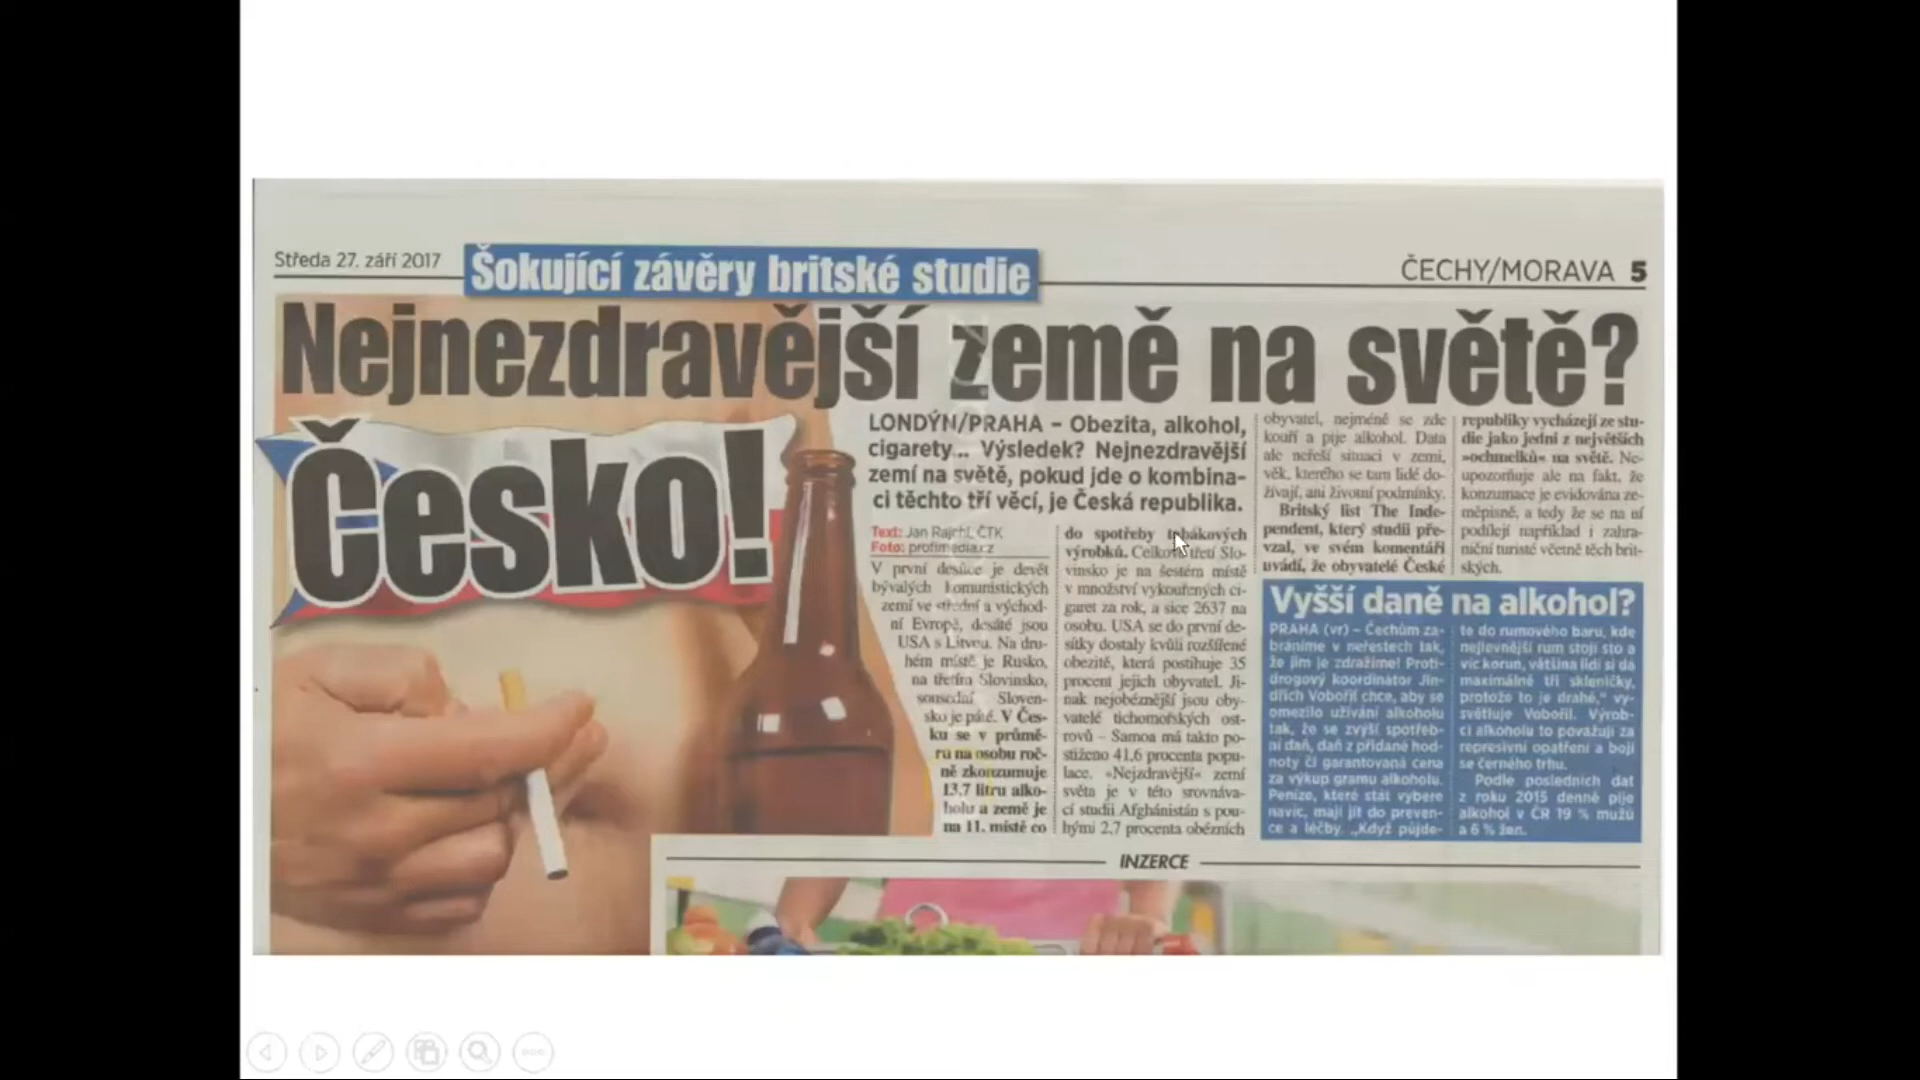 Středa 27. září 2017
Šokující závěry britské studie
ČECHY/MORAVA 5
Nejnezdravější země na světě?
Česko!
LONDÝN/PRAHA – Obezita, alkohol,
cigarety... Výsledek? Nejnezdravější
zemí na světě, pokud jde o kombina-
ci těchto tří věcí, je Česká republika.
Text: Jan Rajchl, ČTK
Foto: profimedia.cz
V první desítce je devět
bývalých komunistických
zemí ve střední a východ-
ní Evropě, desáté jsou
USA s Litvou. Na dru-
hém místě je Rusko,
na třetím Slovinsko,
sousední Sloven-
sko je páté. V Čes-
ku se v průmě-
ru na osobu roč-
ně zkonzumuje
13,7 litru alko-
holu a země je
na 11. místě co
do spotřeby tabákových
výrobků. Celkově třetí Slo-
vinsko je na šestém místě
v množství vykouřených ci-
garet za rok, a sice 2637 na
osobu. USA se do první de-
sítky dostaly kvůli rozšířené
obezitě, která postihuje 35
procent jejich obyvatel. Ji-
nak nejobéznější jsou oby-
vatelé tichomořských ost-
rovů – Samoa má takto po-
stiženo 41,6 procenta popu-
lace. »Nejzdravější« zemí
světa je v této srovnáva-
cí studii Afghánistán s pou-
hými 2,7 procenta obézních
obyvatel, nejméně se zde
kouří a pije alkohol. Data
ale neřeší situaci v zemi,
věk, kterého se tam lidé do-
žívají, ani životní podmínky.
Britský list The Inde-
pendent, který studii pře-
vzal, ve svém komentáři
uvádí, že obyvatelé České
republiky vycházejí ze stu-
die jako jedni z největších
»ochmelků« na světě. Ne-
upozorňuje ale na fakt, že
konzumace je evidována ze-
měpisně, a tedy že se na ní
podílejí například i zahra-
niční turisté včetně těch brit-
ských.
Vyšší daně na alkohol?
PRAHA (vr) – Čechům za-
bráníme v neřestech tak,
že jim je zdražíme! Proti-
drogový koordinátor Jin-
dřich Vobořil chce, aby se
omezilo užívání alkoholu
tak, že se zvýší spotřeb-
ní daň, daň z přidané hod-
noty či garantovaná cena
za výkup gramu alkoholu.
Peníze, které stát vybere
navíc, mají jít do preven-
ce a léčby. „Když půjde-
te do rumového baru, kde
nejlevnější rum stojí sto a
víc korun, většina lidí si dá
maximálně tři skleničky,
protože to je drahé,“ vy-
světluje Vobořil. Výrob-
ci alkoholu to považují za
represivní opatření a bojí
se černého trhu.
Podle posledních dat
z roku 2015 denně pije
alkohol v ČR 19 % mužů
a 6 % žen.
INZERCE